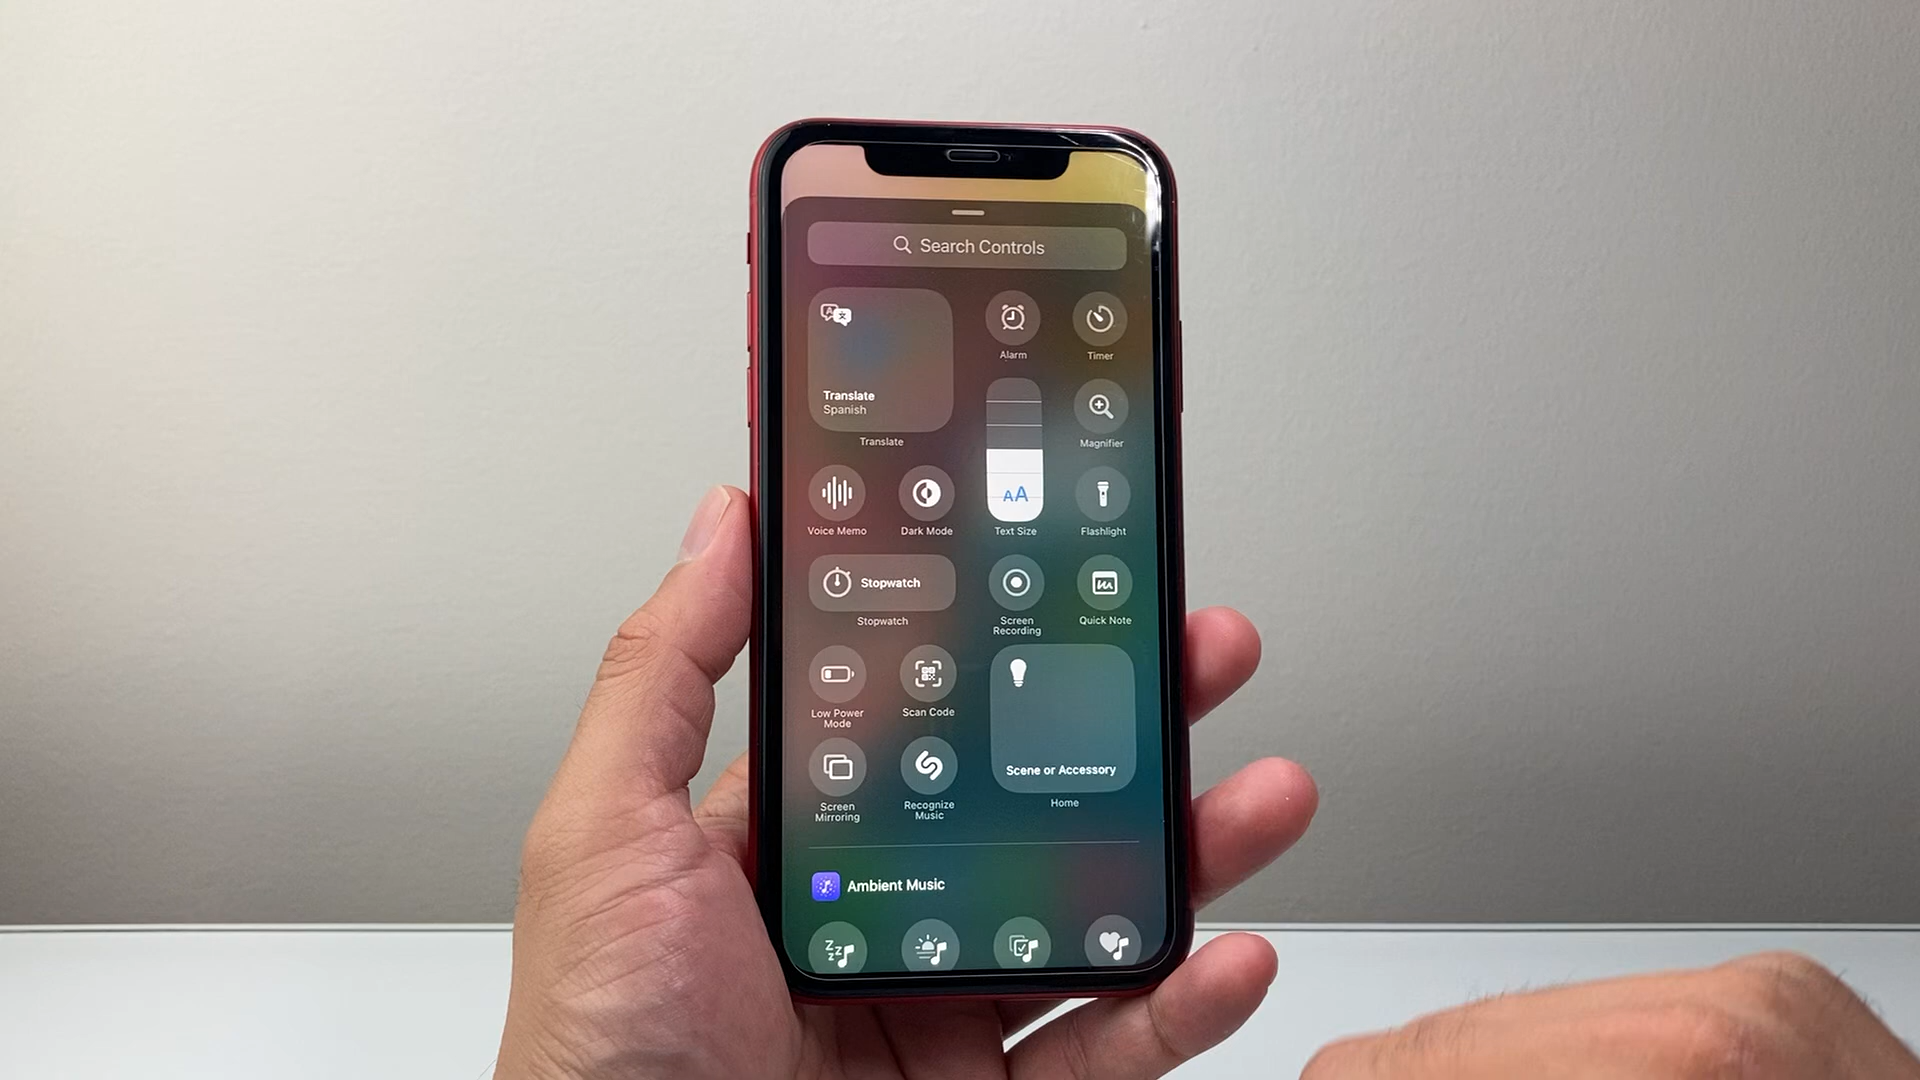 Search Controls
Translate
Spanish
Translate
Alarm
Timer
Magnifier
Voice Memo
Dark Mode
AA
Text Size
Flashlight
Stopwatch
Stopwatch
Screen
Recording
Quick Note
Low Power
Mode
Scan Code
Screen
Mirroring
Recognize
Music
Scene or Accessory
Home
Ambient Music
zzz